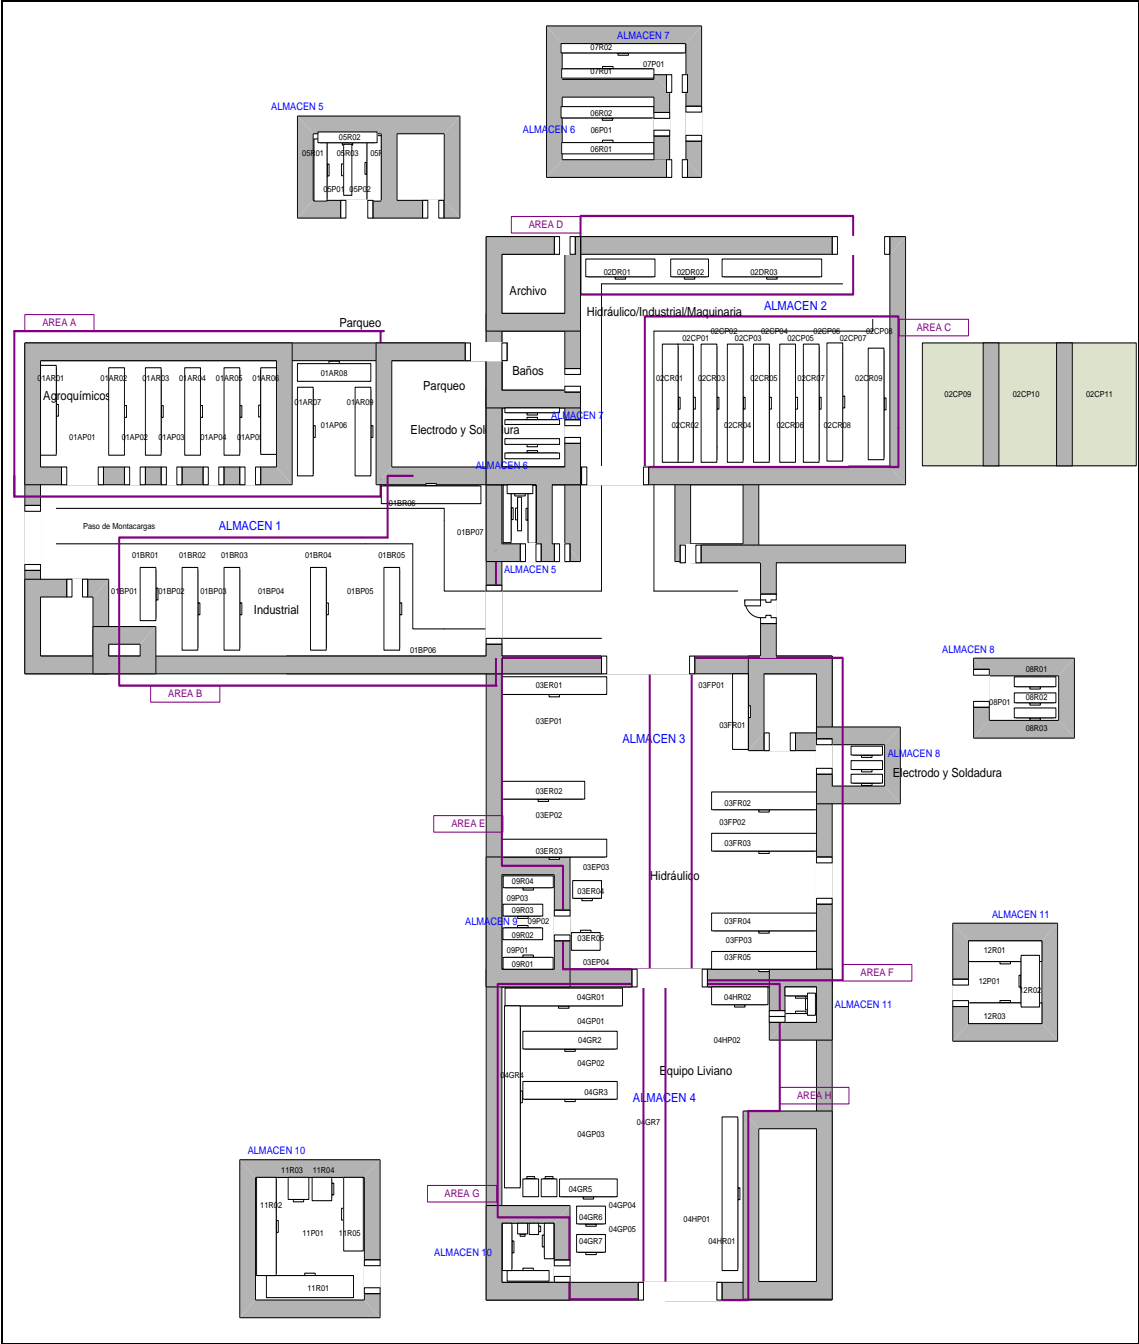 ALMACEN 7
07R02
07P01
07R01
ALMACEN 5
06R02
ALMACEN 6
06P01
06R01
05R02
05R01
05R03
05P01
05P02
AREA D
02DR01
02DR02
02DR03
Archivo
ALMACEN 2
Hidráulico/Industrial/Maquinaria
AREA A
Parqueo
AREA C
02CP02
02CP04
02CP06
02CP08
02CP01
02CP03
02CP05
02CP07
01AR01
01AR02
01AR03
01AR04
01AR05
01AR06
01AR08
Baños
02CR01
02CR03
02CR05
02CR07
02CR09
Agroquímicos
Parqueo
02CP09
02CP10
02CP11
01AR07
01AR09
ALMACEN 7
01AP01
01AP02
01AP03
01AP04
01AP05
01AP06
Electrodo y Soldadura
02CR02
02CR04
02CR06
02CR08
ALMACEN 6
01BR06
Paso de Montacargas
ALMACEN 1
01BP07
01BR01
01BR02
01BR03
01BR04
01BR05
ALMACEN 5
01BP01
01BP02
01BP03
01BP04
01BP05
Industrial
01BP06
ALMACEN 8
08R01
AREA B
03ER01
03FP01
08R02
08P01
03EP01
03FR01
08R03
ALMACEN 3
ALMACEN 8
Electrodo y Soldadura
03ER02
03FR02
AREA E
03EP02
03FP02
03ER03
03FR03
03EP03
09R04
Hidráulico
03ER04
09P03
09R03
ALMACEN 9
09P02
03FR04
ALMACEN 11
09R02
03ER05
03FP03
09P01
12R01
09R01
03EP04
03FR05
AREA F
12P01
12R02
04GR01
04HR02
ALMACEN 11
12R03
04GP01
04GR2
04HP02
04GP02
04GR4
Equipo Liviano
04GR3
ALMACEN 4
AREA H
04GR7
04GP03
ALMACEN 10
11R03
11R04
04GR5
AREA G
11R02
04GP04
04GR6
04HP01
11P01
11R05
04GP05
04GR7
04HR01
ALMACEN 10
11R01